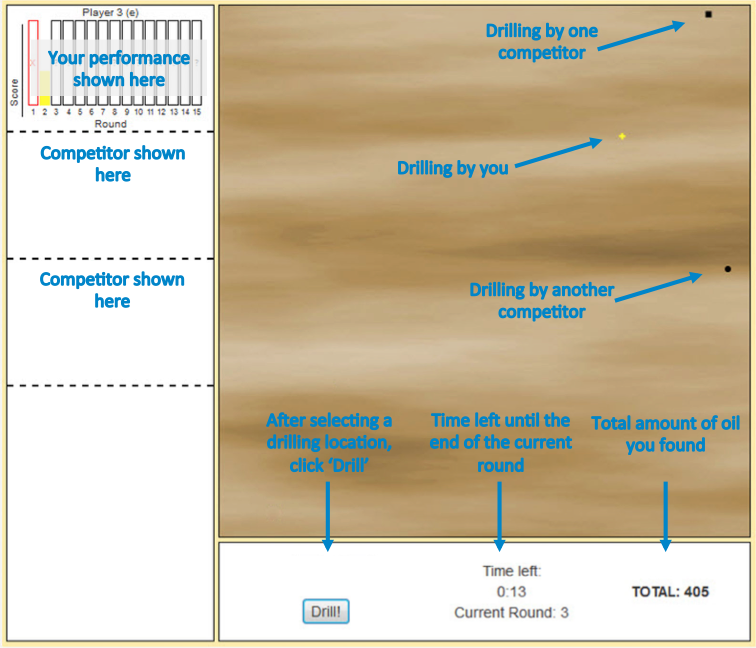 Player 3 (e)
Your performance
shown here
X
?
Score
1 2 3 4 5 6 7 8 9 10 11 12 13 14 15
Round
Competitor shown
here
Competitor shown
here
Drilling by one
competitor
Drilling by you
Drilling by another
competitor
After selecting a
drilling location,
click ‘Drill’
Time left until the
end of the current
round
Total amount of oil
you found
Time left:
0:13
Current Round: 3
Drill!
TOTAL: 405